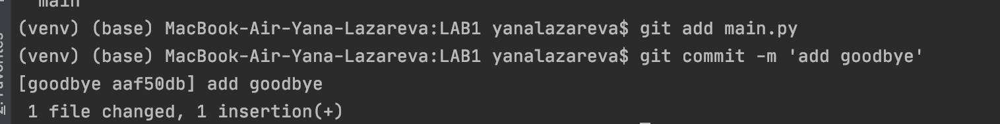 main
(venv) (base) MacBook-Air-Yana-Lazareva:LAB1 yanalazareva$ git add main.py
(venv) (base) MacBook-Air-Yana-Lazareva:LAB1 yanalazareva$ git commit -m 'add goodbye'
[goodbye aaf50db] add goodbye
 1 file changed, 1 insertion(+)